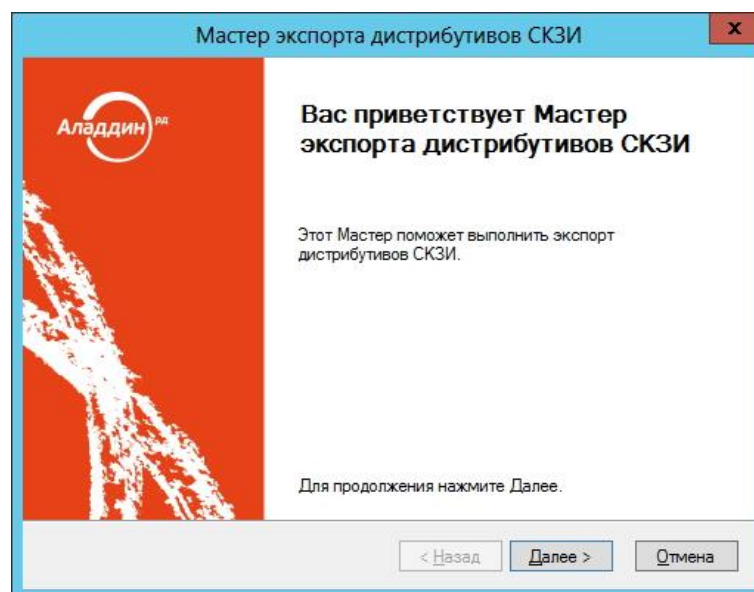 Мастер экспорта дистрибутивов СКЗИ
x
Аладдин РД
Вас приветствует Мастер
экспорта дистрибутивов СКЗИ
Этот Мастер поможет выполнить экспорт
дистрибутивов СКЗИ.
Для продолжения нажмите Далее.
< Назад
Далее >
Отмена